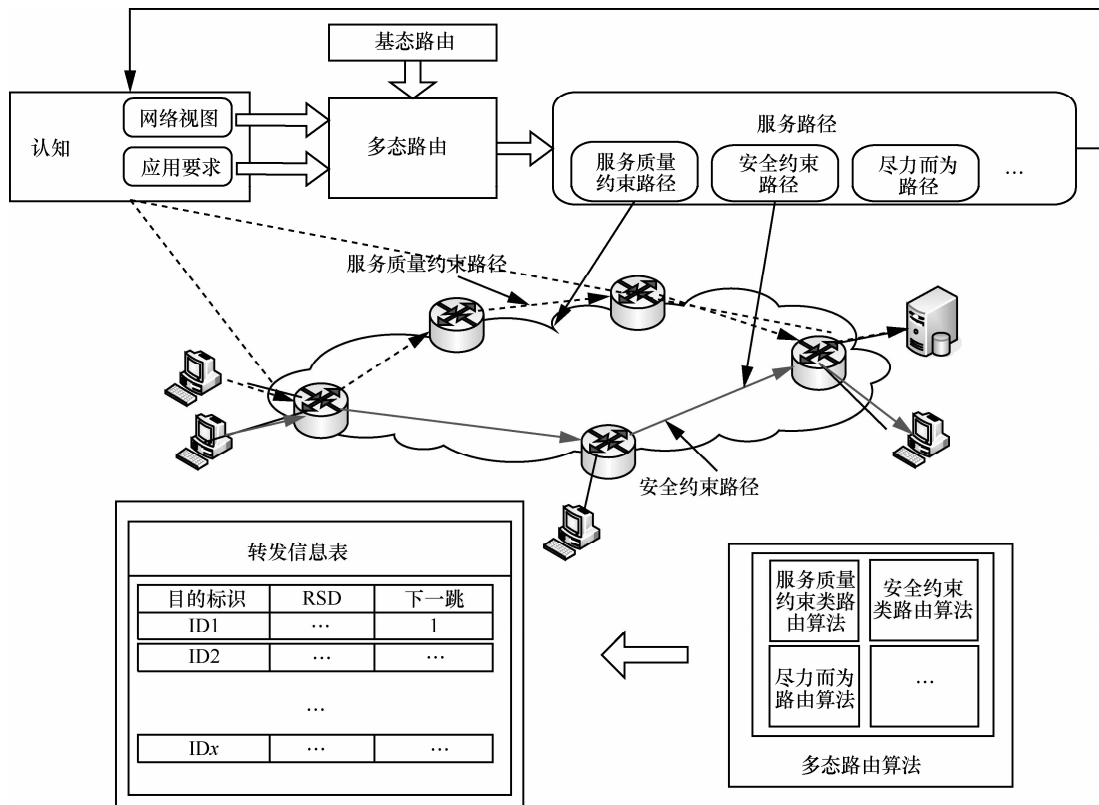 基态路由
认知
网络视图
应用要求
多态路由
服务路径
服务质量
约束路径
安全约束
路径
尽力而为
路径
…
服务质量约束路径
安全约束路径
转发信息表
目的标识 RSD 下一跳
ID1 … 1
ID2 … …
…
IDx … …
服务质量
约束类路
由算法
安全约束
类路由算法
尽力而为
路由算法
…
多态路由算法